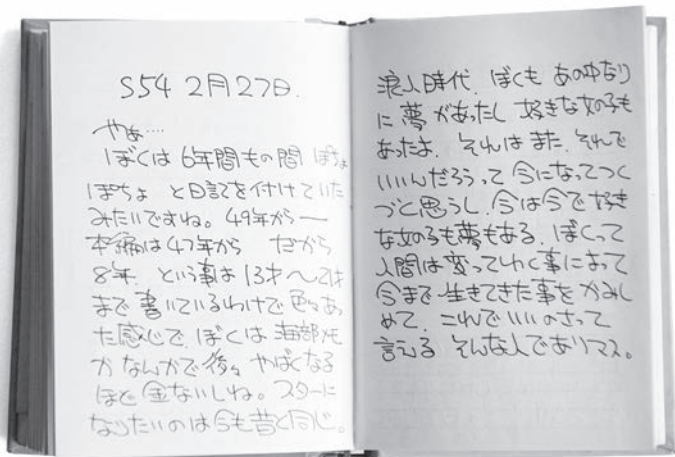 S54 2月27日.
やぁ…
ぼくは 6年間もの間 ぽちょ
ぽちょ と日記を付けていた
みたいですね。49年から―
本編は47年から だから
8年. という事は 13才〜20才
まで 書いているわけで 色々あっ
た感じで. ぼくは
なんかで 後々 やばくなる
ほど 金ないしね。スターに
なりたいのは今も昔と同じ。
浪人時代. ぼくも あの中なり
に 夢 があったし 好きな女の子も
あったよ. それはまた. それで
いいんだろうって 今になってつく
づく思うし. 今は今で 好き
な女の子も夢もある. ぼくって
人間は 変っていく事によって
今まで 生きてきた事を かみし
めて. これでいいのさって
言える そんな人でありマス。